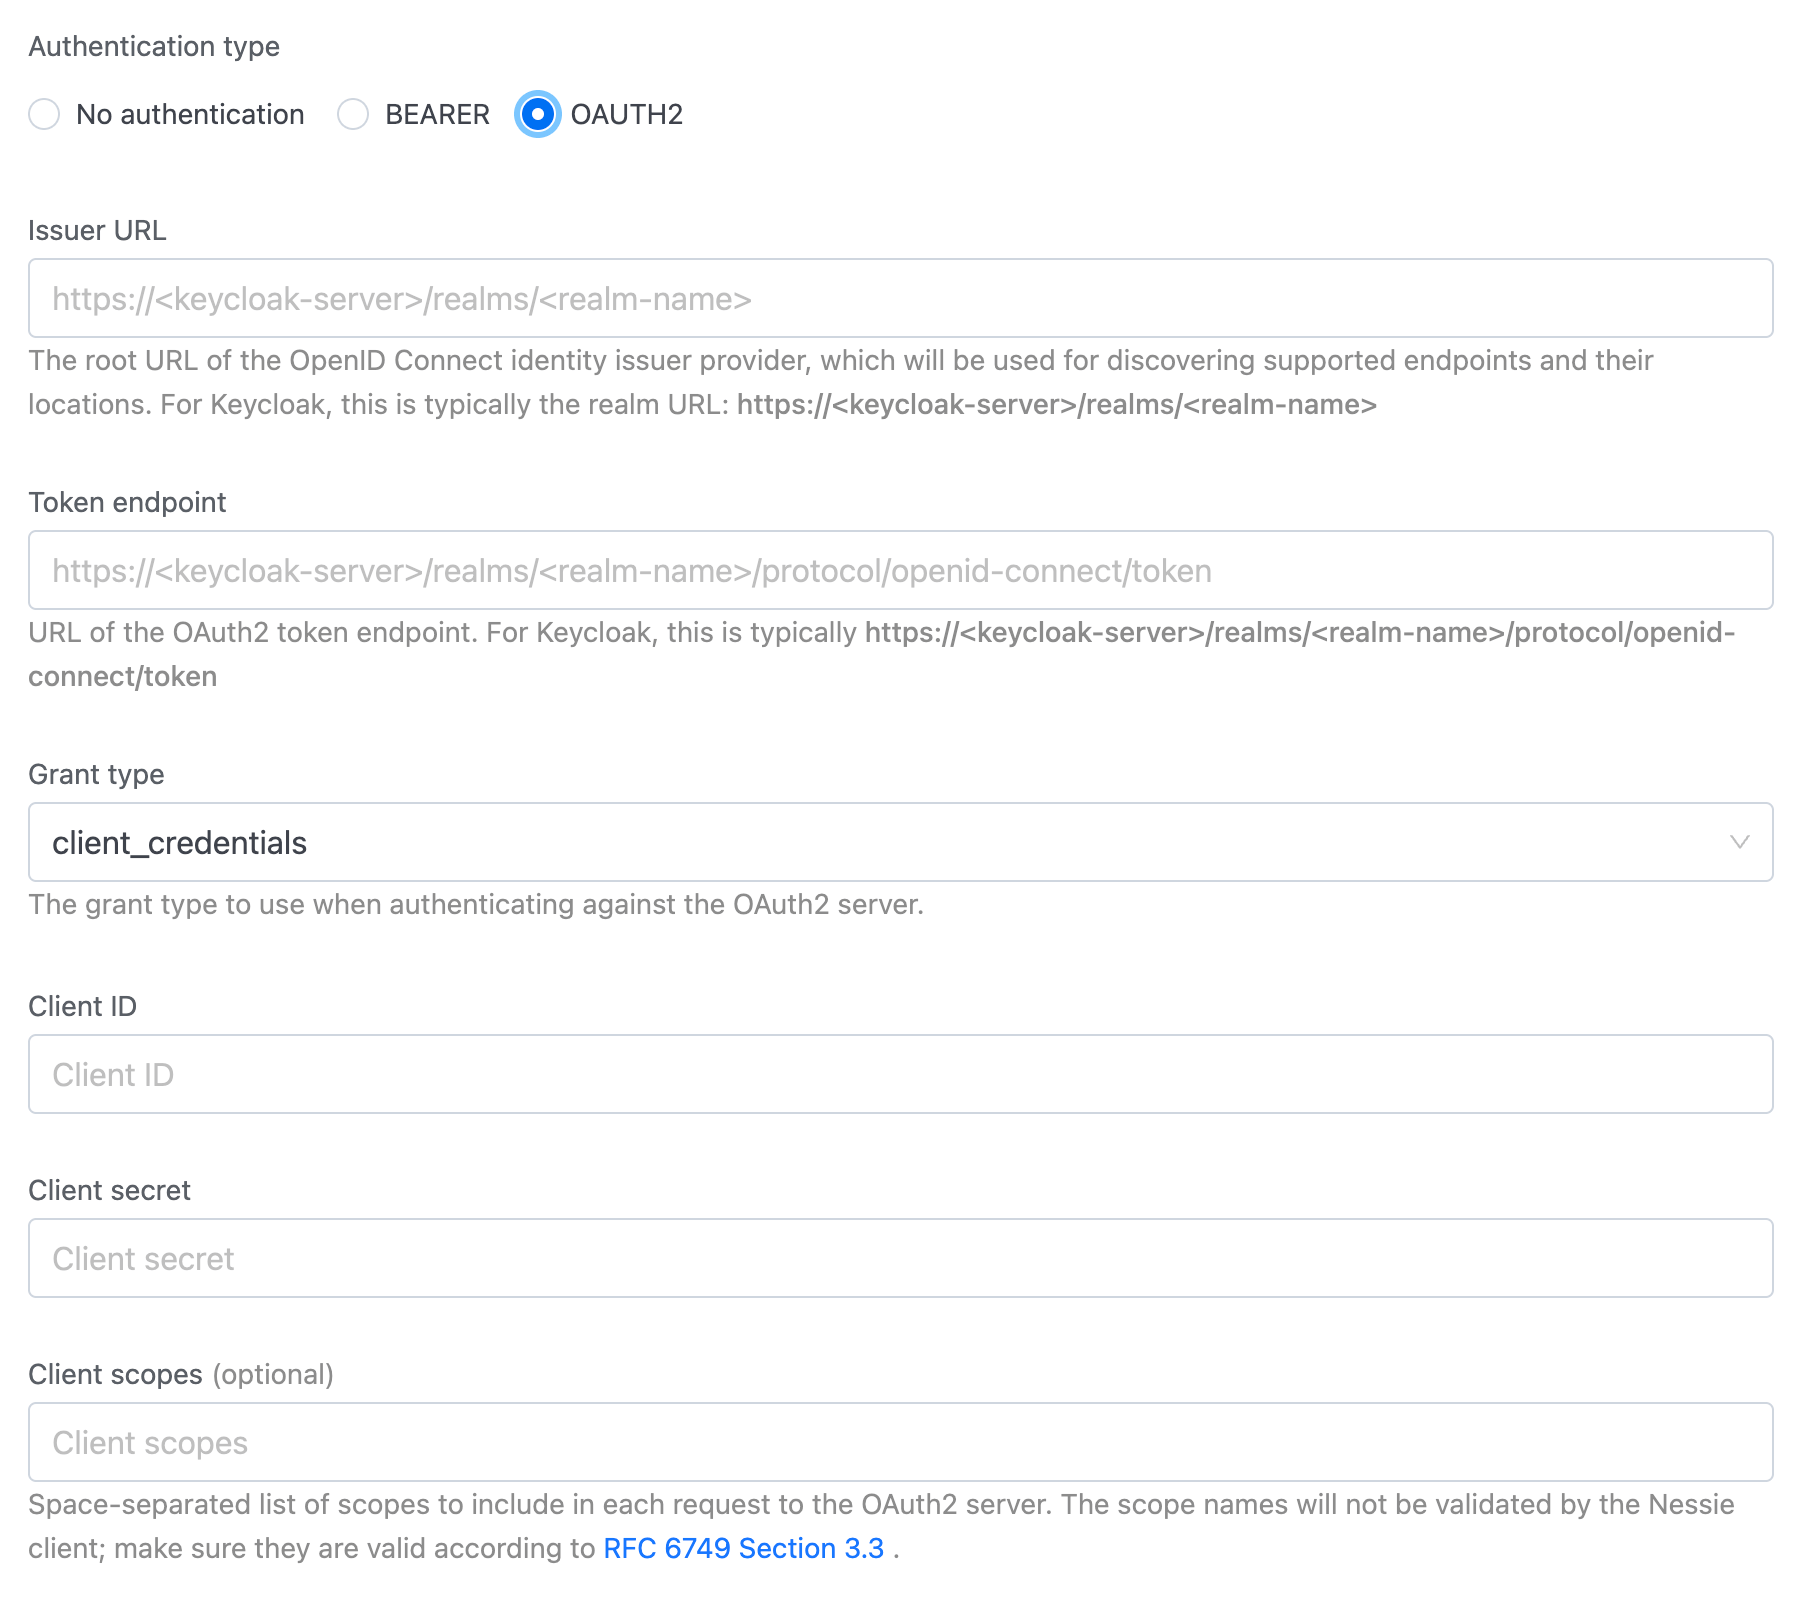 Authentication type
No authentication BEARER OAUTH2
Issuer URL
https://<keycloak-server>/realms/<realm-name>
The root URL of the OpenID Connect identity issuer provider, which will be used for discovering supported endpoints and their
locations. For Keycloak, this is typically the realm URL: https://<keycloak-server>/realms/<realm-name>
Token endpoint
https://<keycloak-server>/realms/<realm-name>/protocol/openid-connect/token
URL of the OAuth2 token endpoint. For Keycloak, this is typically https://<keycloak-server>/realms/<realm-name>/protocol/openid-
connect/token
Grant type
client_credentials
The grant type to use when authenticating against the OAuth2 server.
Client ID
Client ID
Client secret
Client secret
Client scopes (optional)
Client scopes
Space-separated list of scopes to include in each request to the OAuth2 server. The scope names will not be validated by the Nessie
client; make sure they are valid according to RFC 6749 Section 3.3 .